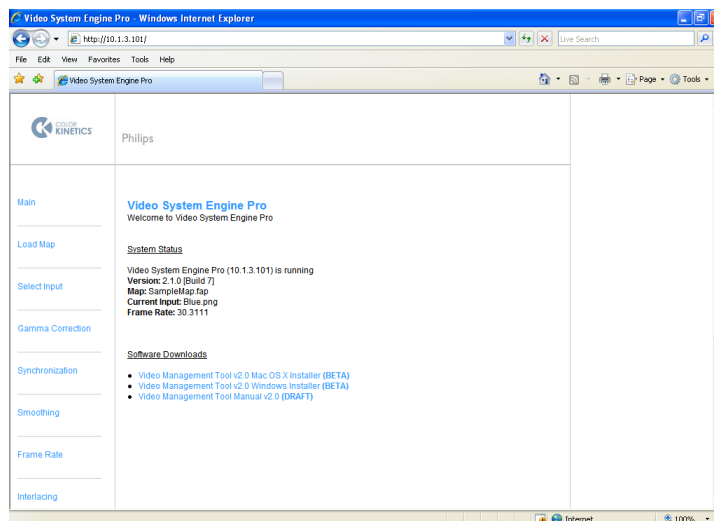 Video System Engine Pro - Windows Internet Explorer
http://10.1.3.101/
Live Search
File Edit View Favorites Tools Help
Video System Engine Pro
Page Tools
COLOR
KINETICS
Philips
Main
Load Map
Select Input
Gamma Correction
Synchronization
Smoothing
Frame Rate
Interlacing
Video System Engine Pro
Welcome to Video System Engine Pro
System Status
Video System Engine Pro (10.1.3.101) is running
Version: 2.1.0 [Build 7]
Map: SampleMap.fap
Current Input: Blue.png
Frame Rate: 30.3111
Software Downloads
• Video Management Tool v2.0 Mac OS X Installer (BETA)
• Video Management Tool v2.0 Windows Installer (BETA)
• Video Management Tool Manual v2.0 (DRAFT)
Internet
100%